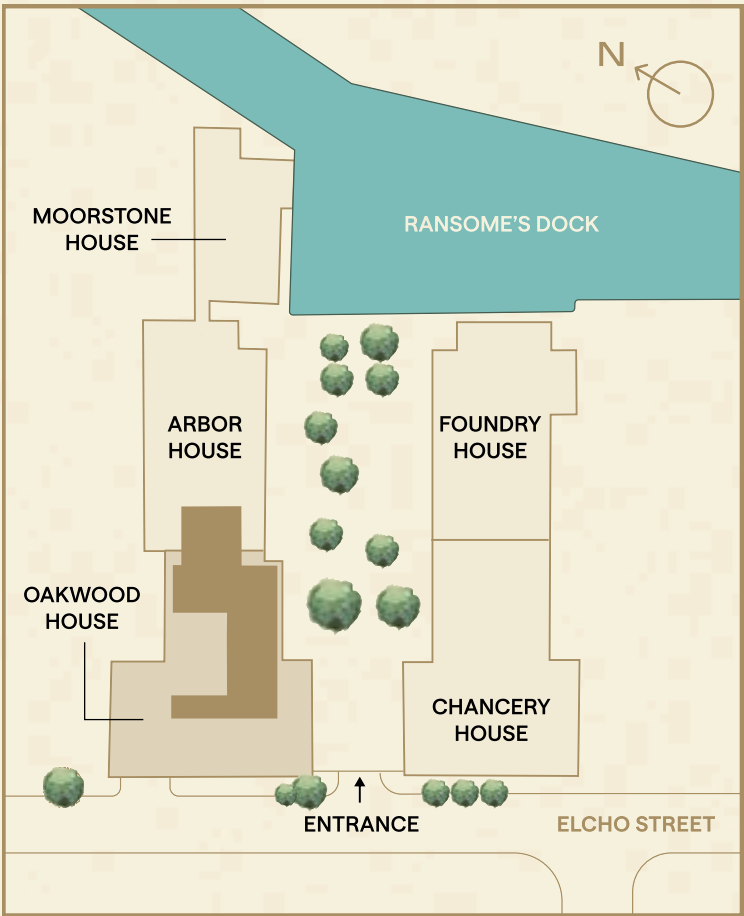 N
MOORSTONE
HOUSE
RANSOME'S DOCK
ARBOR
HOUSE
FOUNDRY
HOUSE
OAKWOOD
HOUSE
CHANCERY
HOUSE
ENTRANCE
ELCHO STREET